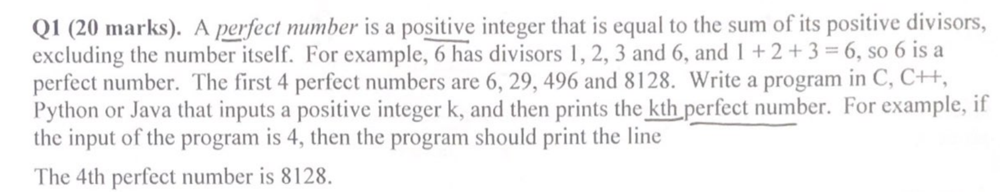 Q1 (20 marks). A perfect number is a positive integer that is equal to the sum of its positive divisors,
excluding the number itself. For example, 6 has divisors 1, 2, 3 and 6, and 1 + 2 + 3 = 6, so 6 is a
perfect number. The first 4 perfect numbers are 6, 29, 496 and 8128. Write a program in C, C++,
Python or Java that inputs a positive integer k, and then prints the kth perfect number. For example, if
the input of the program is 4, then the program should print the line
The 4th perfect number is 8128.